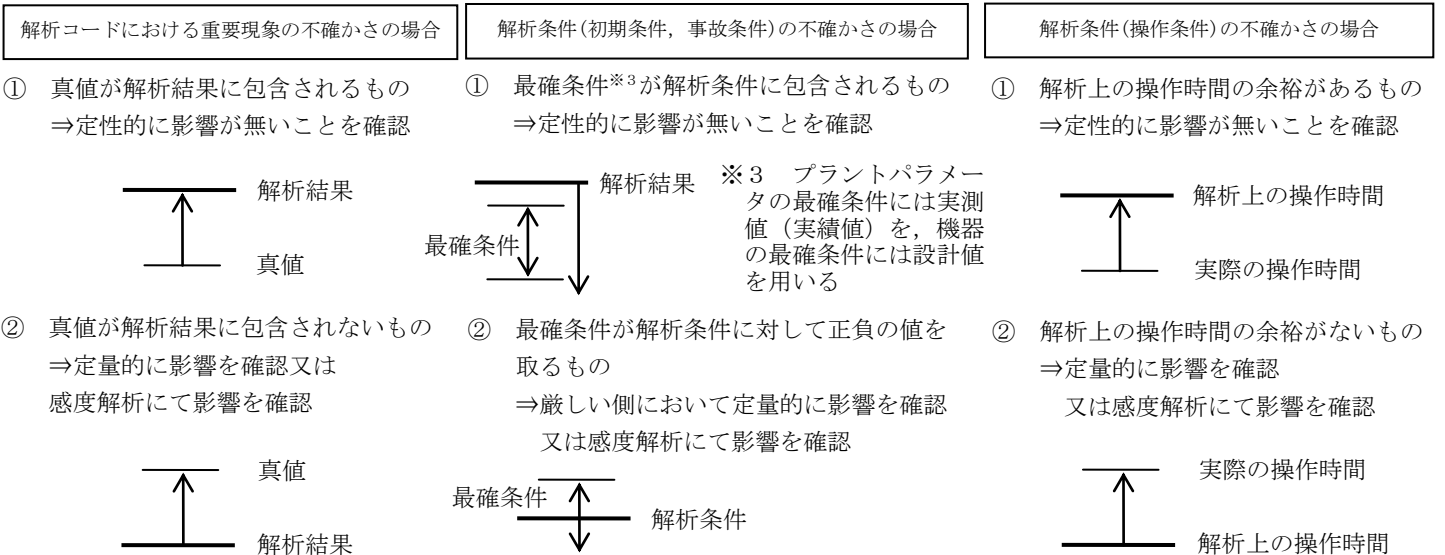 解析コードにおける重要現象の不確かさの場合
① 真値が解析結果に包含されるもの
⇒定性的に影響が無いことを確認
解析結果
真値
② 真値が解析結果に包含されないもの
⇒定量的に影響を確認又は
感度解析にて影響を確認
真値
解析結果
解析条件(初期条件，事故条件)の不確かさの場合
① 最確条件※3が解析条件に包含されるもの
⇒定性的に影響が無いことを確認
解析結果
最確条件
※３ プラントパラメー
タの最確条件には実測
値（実績値）を，機器
の最確条件には設計値
を用いる
② 最確条件が解析条件に対して正負の値を
取るもの
⇒厳しい側において定量的に影響を確認
又は感度解析にて影響を確認
最確条件
解析条件
解析条件(操作条件)の不確かさの場合
① 解析上の操作時間の余裕があるもの
⇒定性的に影響が無いことを確認
解析上の操作時間
実際の操作時間
② 解析上の操作時間の余裕がないもの
⇒定量的に影響を確認
又は感度解析にて影響を確認
実際の操作時間
解析上の操作時間